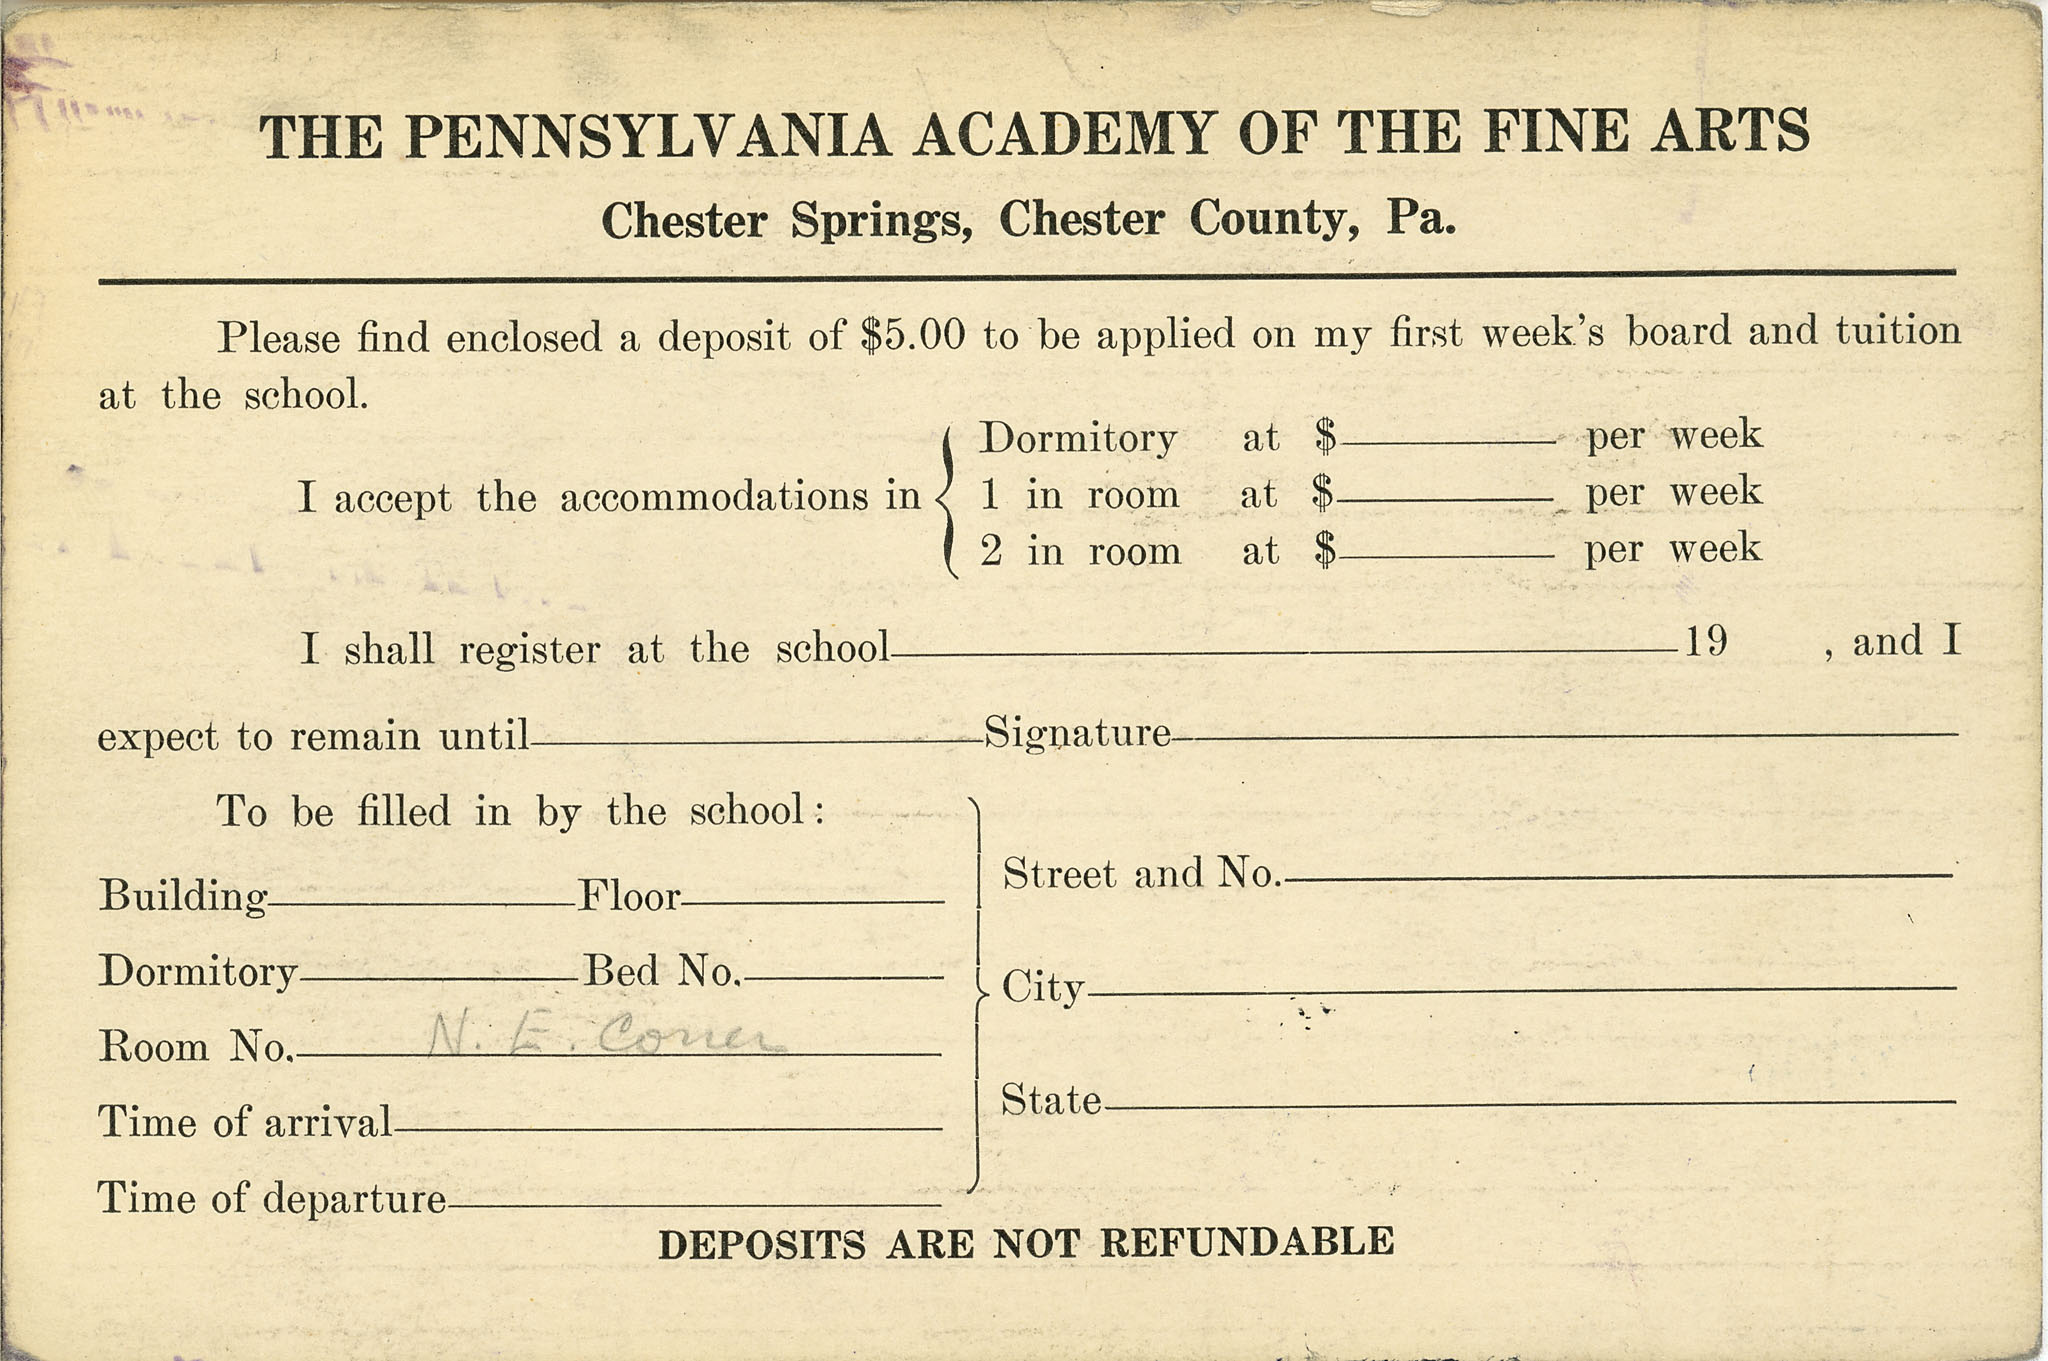 THE PENNSYLVANIA ACADEMY OF THE FINE ARTS
Chester Springs, Chester County, Pa.
Please find enclosed a deposit of $5.00 to be applied on my first week's board and tuition
at the school.
I accept the accommodations in
Dormitory at $ per week
1 in room at $ per week
2 in room at $ per week
I shall register at the school 19 , and I
expect to remain until Signature
To be filled in by the school:
Building Floor
Dormitory Bed No.
Room No. N. E. Corner
Time of arrival
Time of departure
Street and No.
City
State
DEPOSITS ARE NOT REFUNDABLE